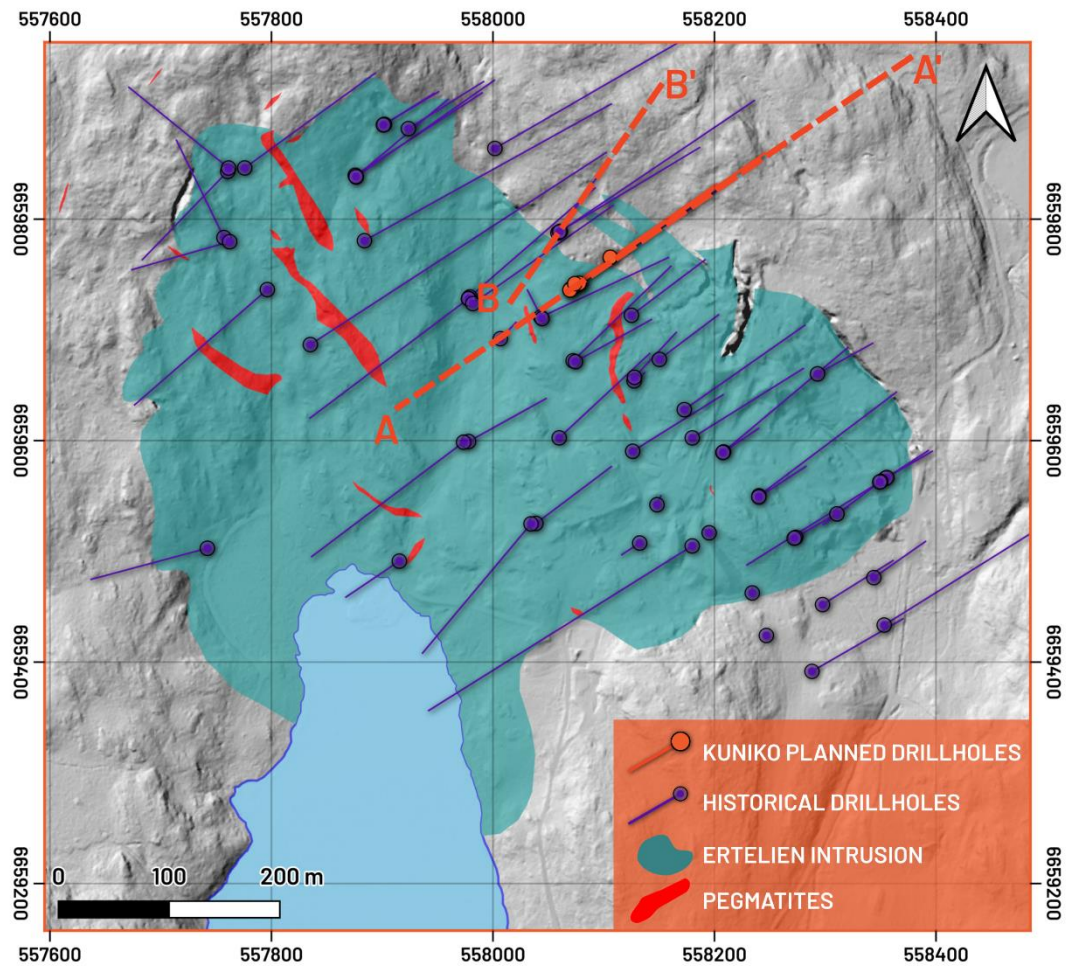 557600 557800 558000 558200 558400
A'
B'
6659800 6659800
B
6659600 6659600
A
6659400 6659400
KUNIKO PLANNED DRILLHOLES
HISTORICAL DRILLHOLES
ERTELIEN INTRUSION
PEGMATITES
0 100 200 m
6659200 6659200
557600 557800 558000 558200 558400